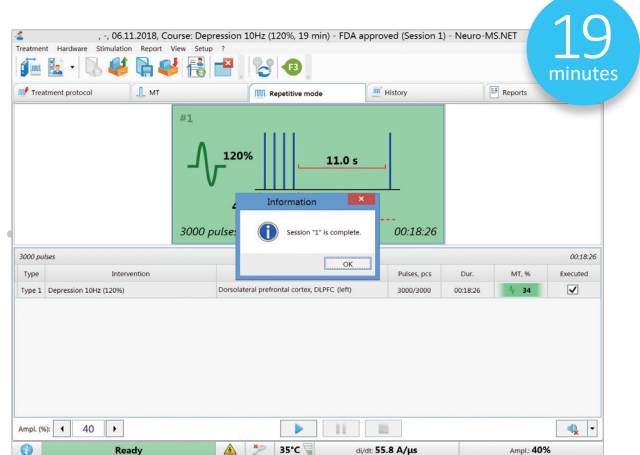 , -, 06.11.2018, Course: Depression 10Hz (120%, 19 min) - FDA approved (Session 1) - Neuro-MS.NET
19
minutes
Treatment Hardware Stimulation Report View Setup ?
F3
Treatment protocol MT Repetitive mode History Reports
#1
120%
11.0 s
Information
3000 pulses 00:18:26
Session "1" is complete.
OK
3000 pulses 00:18:26
Type Intervention Pulses, pcs Dur. MT, % Executed
Type 1 Depression 10Hz (120%) Dorsolateral prefrontal cortex, DLPFC (left) 3000/3000 00:18:26 34
Ampl. (%): 40
Ready 35°C di/dt: 55.8 A/µs Ampl.: 40%